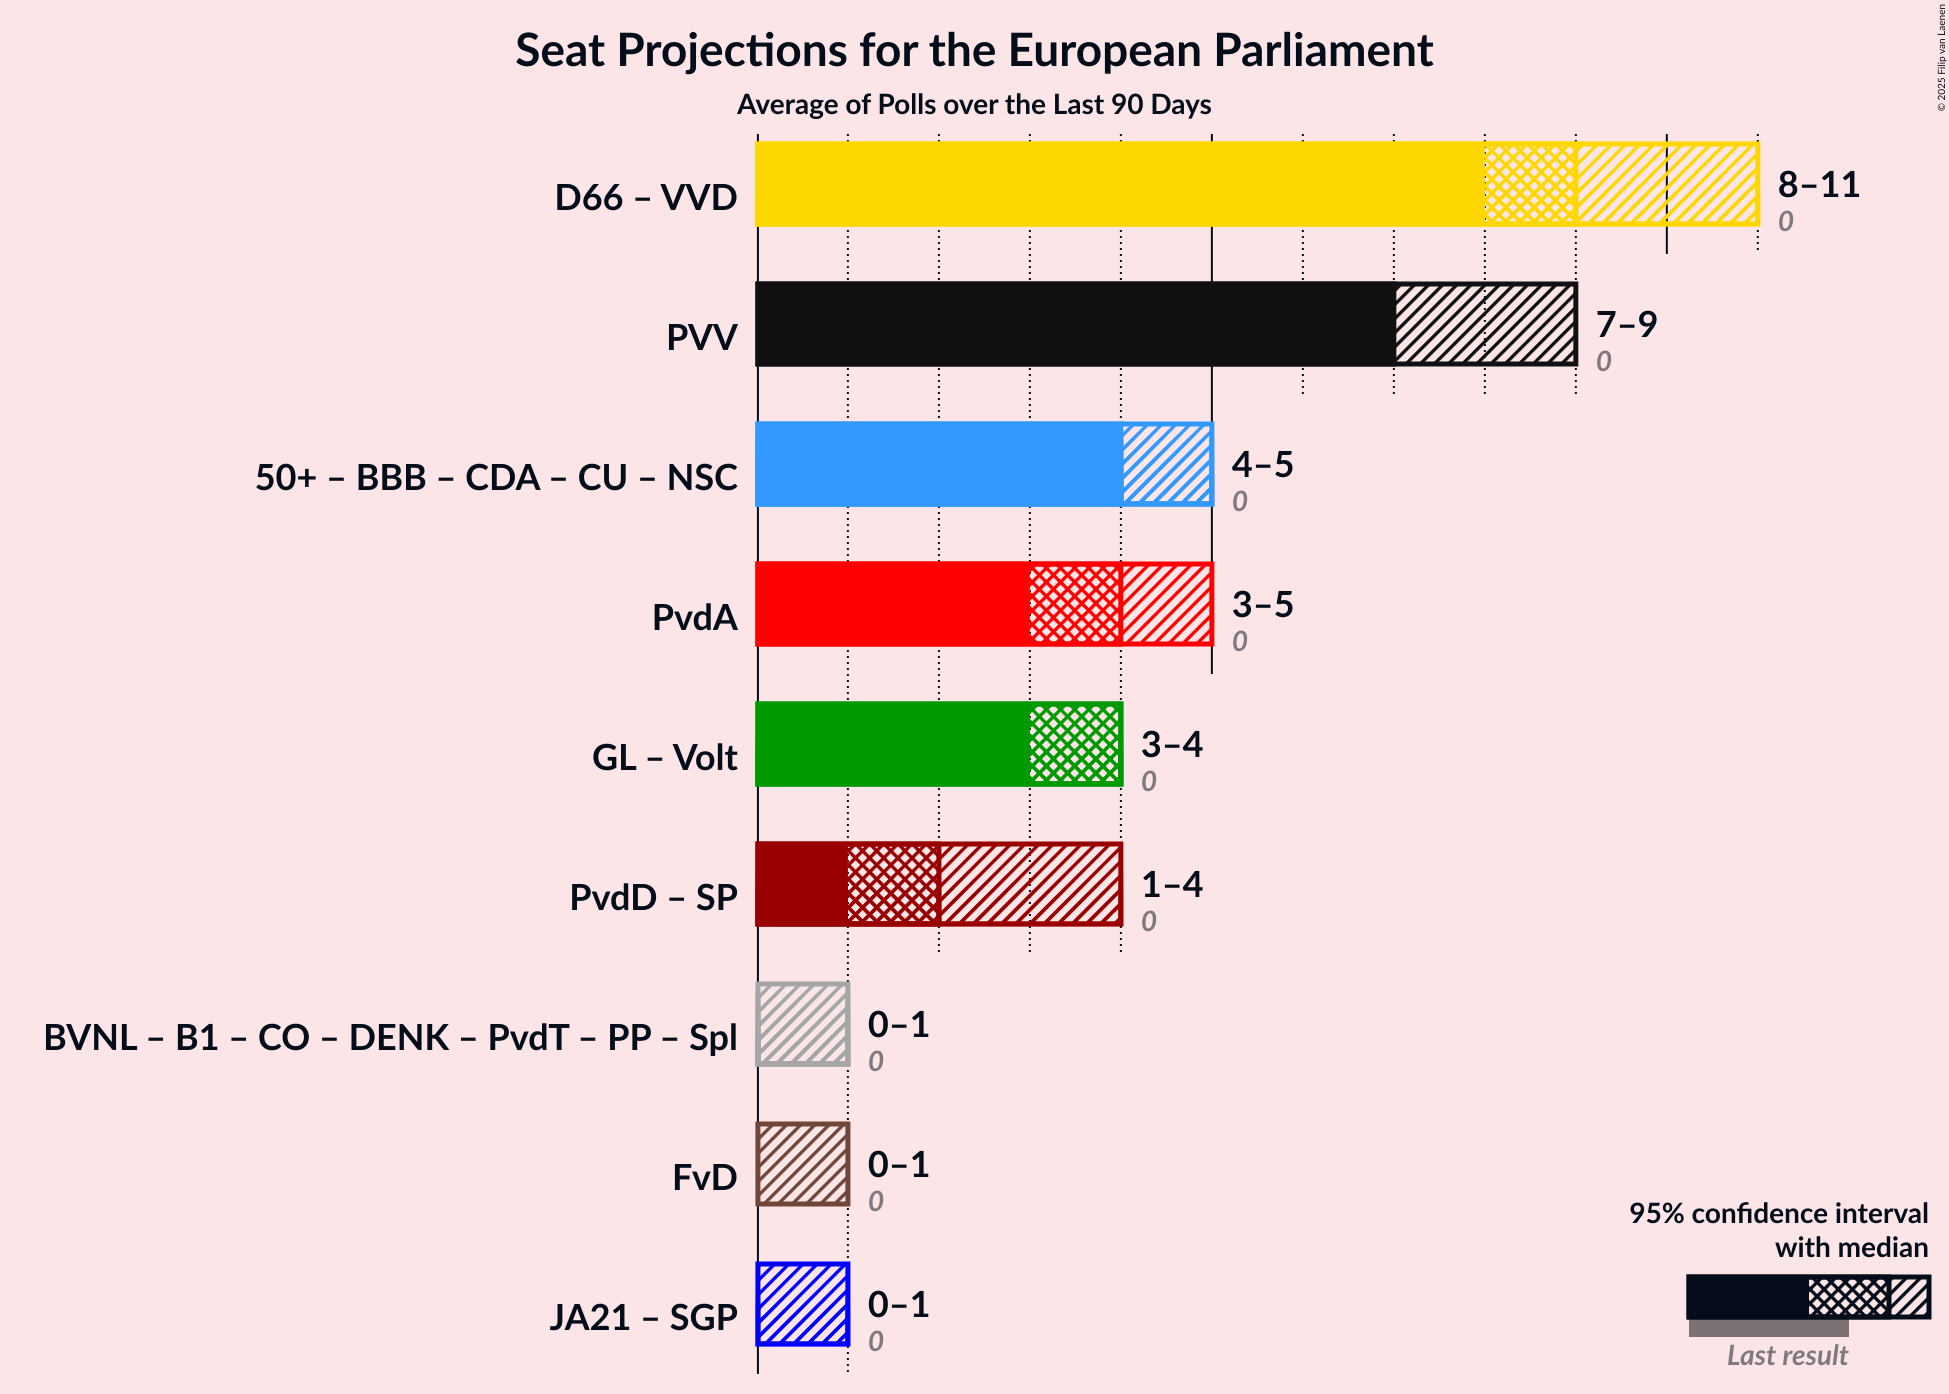 Seat Projections for the European Parliament
Average of Polls over the Last 90 Days
© 2025 Filip van Laenen
D66 – VVD
8–11
0
PVV
7–9
0
50+ – BBB – CDA – CU – NSC
4–5
0
PvdA
3–5
0
GL – Volt
3–4
0
PvdD – SP
1–4
0
BVNL – B1 – CO – DENK – PvdT – PP – Spl
0–1
0
FvD
0–1
0
JA21 – SGP
0–1
0
95% confidence interval
with median
Last result